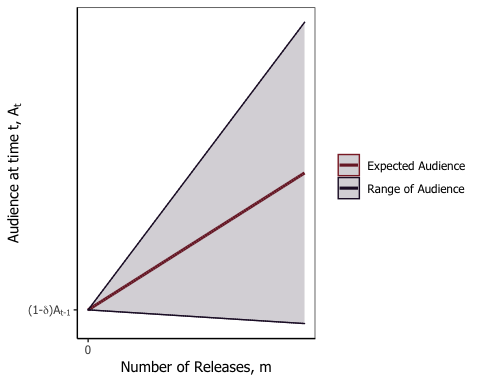 Audience at time t, Aₜ
(1-δ)Aₜ₋₁
0
Number of Releases, m
Expected Audience
Range of Audience